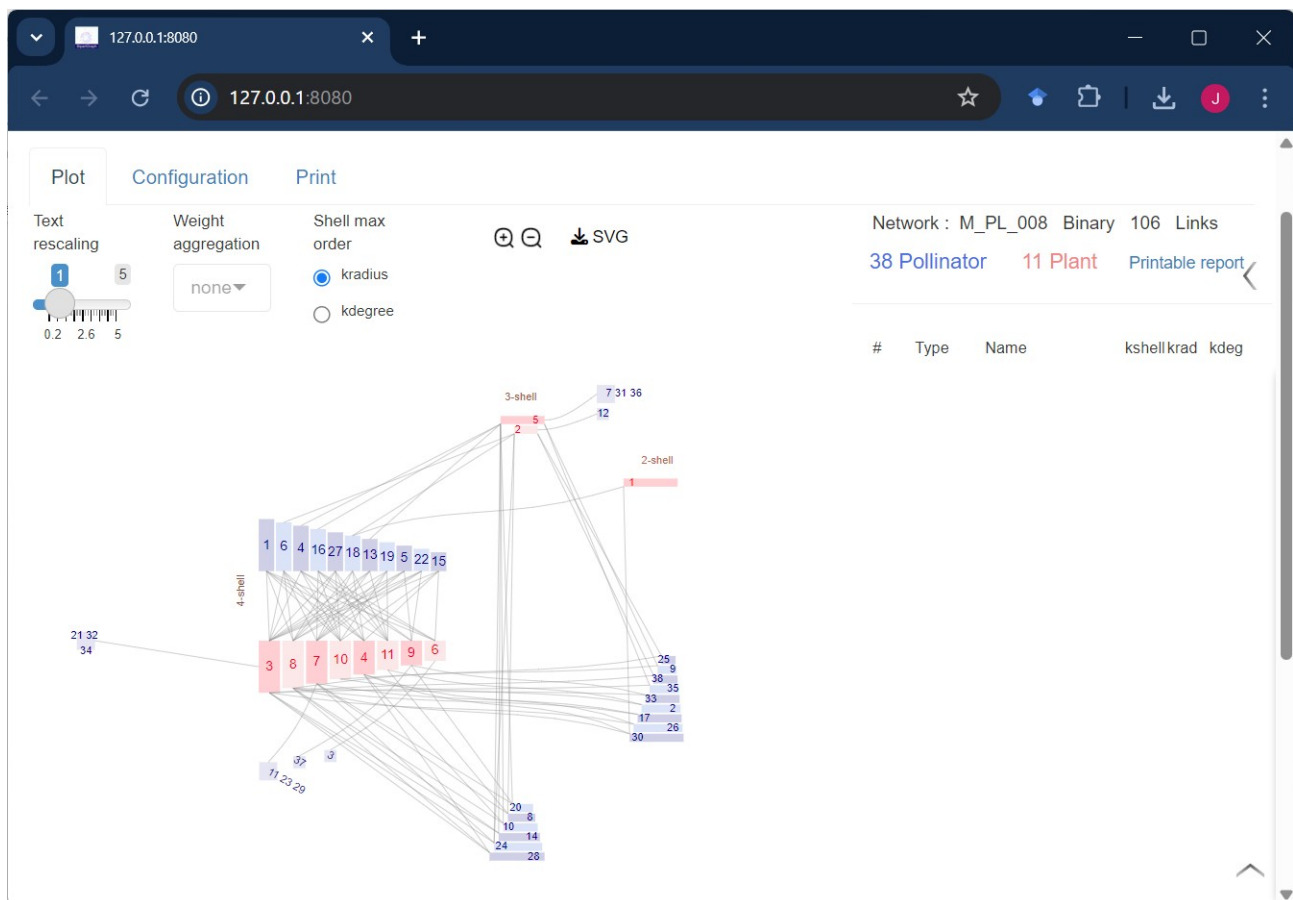 127.0.0.1:8080
127.0.0.1:8080
J
Plot Configuration Print
Text rescaling
1 5
0.2 2.6 5
Weight aggregation
none
Shell max order
kradius
kdegree
SVG
Network : M_PL_008 Binary 106 Links
38 Pollinator 11 Plant Printable report
# Type Name kshell krad kdeg
3-shell
7 31 36
12
5
2
2-shell
1
1 6 4 16 27 18 13 19 5 22 15
4-shell
21 32
34
3 8 7 10 4 11 9 6
25
9
38
35
33
2
17
26
30
37
3
11 23 29
20
8
10
14
24
28